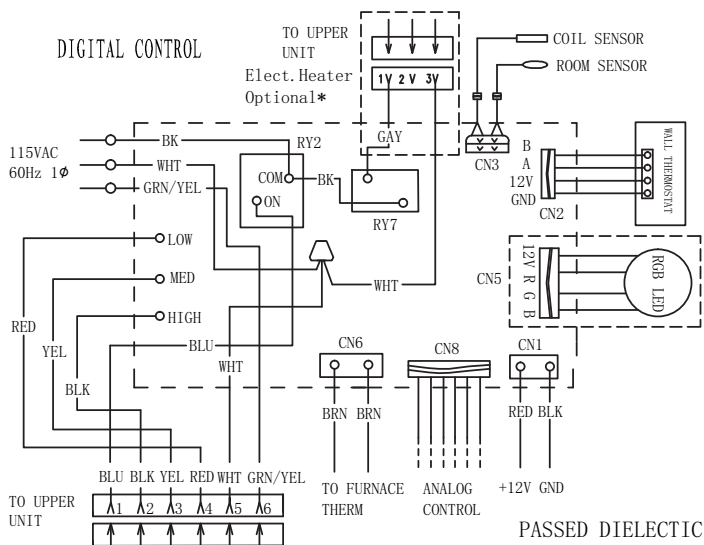 DIGITAL CONTROL
TO UPPER
UNIT
Elect.Heater
Optional*
1V 2V 3V
GAY
COIL SENSOR
ROOM SENSOR
CN3
115VAC
60Hz 1ø
BK
WHT
GRN/YEL
RY2
COM
ON
BK
RY7
B
A
12V
GND
CN2
WALL THERMOSTAT
LOW
MED
HIGH
WHT
CN5
12V R G B
RGB LED
RED
YEL
BLK
BLU
WHT
CN6
CN8
CN1
BRN BRN
RED BLK
TO FURNACE
THERM
ANALOG
CONTROL
+12V GND
BLU BLK YEL RED WHT GRN/YEL
TO UPPER
UNIT
1 2 3 4 5 6
PASSED DIELECTIC